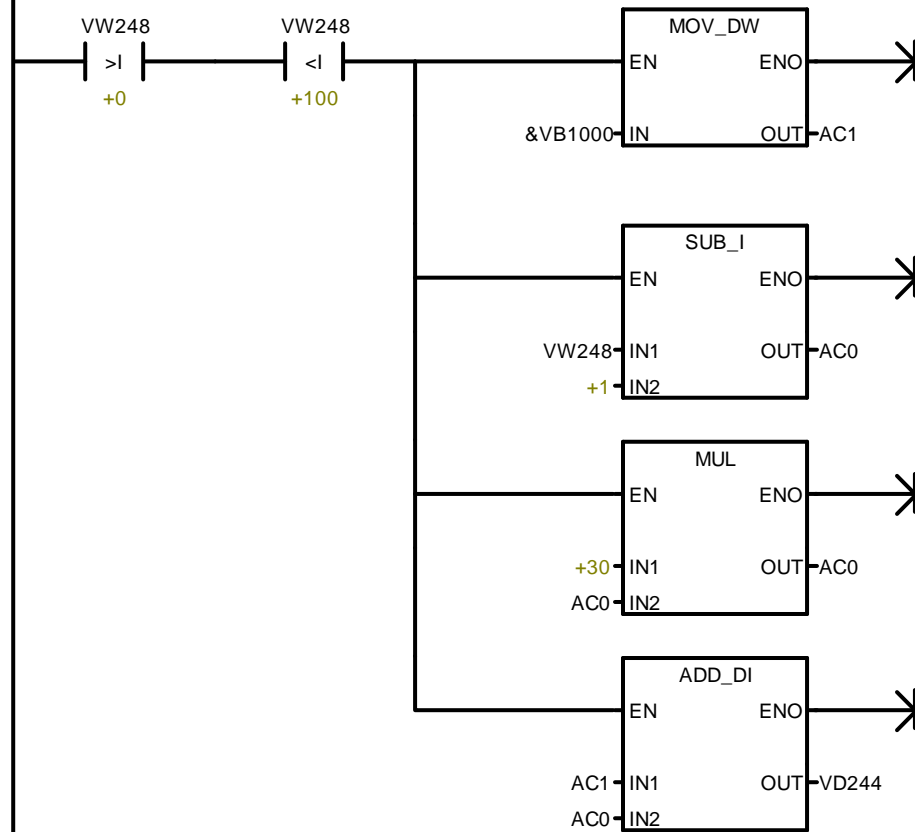 VW248 VW248
>I <I
+0 +100
MOV_DW
EN ENO
&VB1000 IN OUT AC1
SUB_I
EN ENO
VW248 IN1 OUT AC0
+1 IN2
MUL
EN ENO
+30 IN1 OUT AC0
AC0 IN2
ADD_DI
EN ENO
AC1 IN1 OUT VD244
AC0 IN2